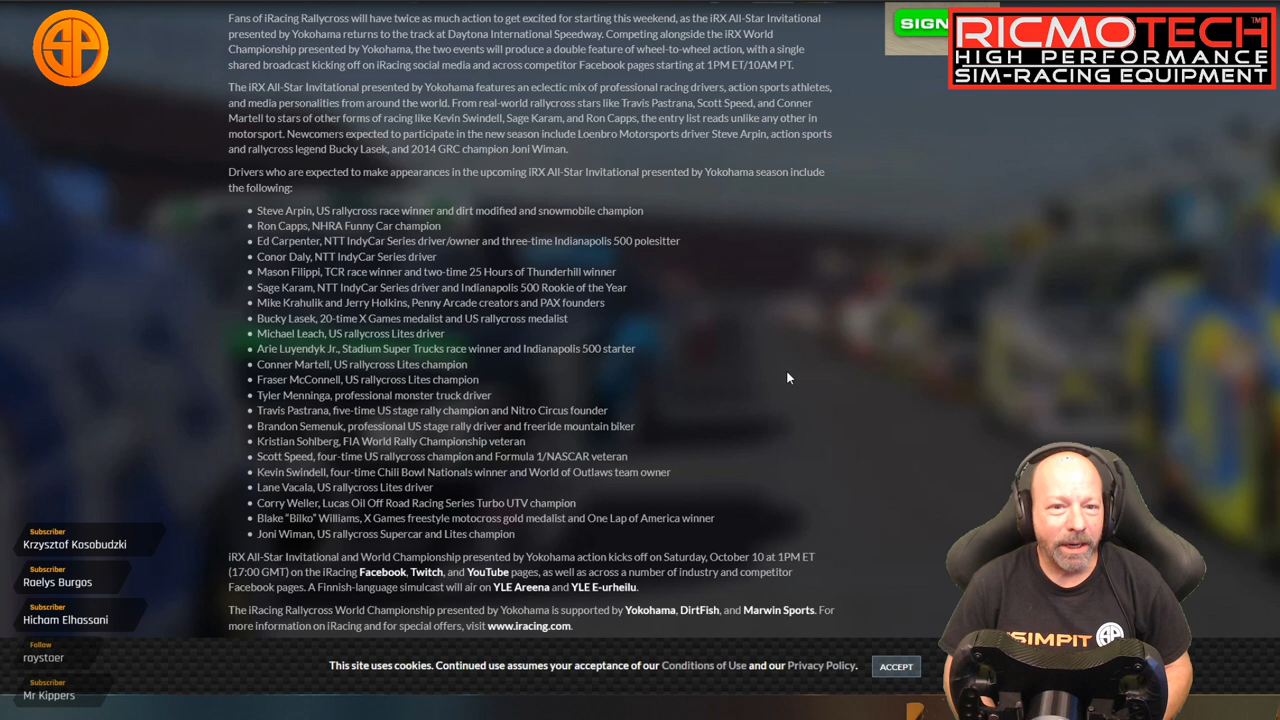 Fans of iRacing Rallycross will have twice as much action to get excited for starting this weekend, as the iRX All-Star Invitational
presented by Yokohama returns to the track at Daytona International Speedway. Competing alongside the iRX World
Championship presented by Yokohama, the two events will produce a double feature of wheel-to-wheel action, with a single
shared broadcast kicking off on iRacing social media and across competitor Facebook pages starting at 1PM ET/10AM PT.
The iRX All-Star Invitational presented by Yokohama features an eclectic mix of professional racing drivers, action sports athletes,
and media personalities from around the world. From real-world rallycross stars like Travis Pastrana, Scott Speed, and Conner
Martell to stars of other forms of racing like Kevin Swindell, Sage Karam, and Ron Capps, the entry list reads unlike any other in
motorsport. Newcomers expected to participate in the new season include Loenbro Motorsports driver Steve Arpin, action sports
and rallycross legend Bucky Lasek, and 2014 GRC champion Joni Wiman.
Drivers who are expected to make appearances in the upcoming iRX All-Star Invitational presented by Yokohama season include
the following:
• Steve Arpin, US rallycross race winner and dirt modified and snowmobile champion
• Ron Capps, NHRA Funny Car champion
• Ed Carpenter, NTT IndyCar Series driver/owner and three-time Indianapolis 500 polesitter
• Conor Daly, NTT IndyCar Series driver
• Mason Filippi, TCR race winner and two-time 25 Hours of Thunderhill winner
• Sage Karam, NTT IndyCar Series driver and Indianapolis 500 Rookie of the Year
• Mike Krahulik and Jerry Holkins, Penny Arcade creators and PAX founders
• Bucky Lasek, 20-time X Games medalist and US rallycross medalist
• Michael Leach, US rallycross Lites driver
• Arie Luyendyk Jr., Stadium Super Trucks race winner and Indianapolis 500 starter
• Conner Martell, US rallycross Lites champion
• Fraser McConnell, US rallycross Lites champion
• Tyler Menninga, professional monster truck driver
• Travis Pastrana, five-time US stage rally champion and Nitro Circus founder
• Brandon Semenuk, professional US stage rally driver and freeride mountain biker
• Kristian Sohlberg, FIA World Rally Championship veteran
• Scott Speed, four-time US rallycross champion and Formula 1/NASCAR veteran
• Kevin Swindell, four-time Chili Bowl Nationals winner and World of Outlaws team owner
• Lane Vacala, US rallycross Lites driver
• Corry Weller, Lucas Oil Off Road Racing Series Turbo UTV champion
• Blake "Bilko" Williams, X Games freestyle motocross gold medalist and One Lap of America winner
• Joni Wiman, US rallycross Supercar and Lites champion
iRX All-Star Invitational and World Championship presented by Yokohama action kicks off on Saturday, October 10 at 1PM ET
(17:00 GMT) on the iRacing Facebook, Twitch, and YouTube pages, as well as across a number of industry and competitor
Facebook pages. A Finnish-language simulcast will air on YLE Areena and YLE E-urheilu.
The iRacing Rallycross World Championship presented by Yokohama is supported by Yokohama, DirtFish, and Marwin Sports. For
more information on iRacing and for special offers, visit www.iracing.com.
This site uses cookies. Continued use assumes your acceptance of our Conditions of Use and our Privacy Policy.
ACCEPT
SP
SIGN
RICMOTECH™
HIGH PERFORMANCE
SIM-RACING EQUIPMENT
Subscriber
Krzysztof Kosobudzki
Subscriber
Raelys Burgos
Subscriber
Hicham Elhassani
Follow
raystaer
Subscriber
Mr Kippers
SIMPIT
SP